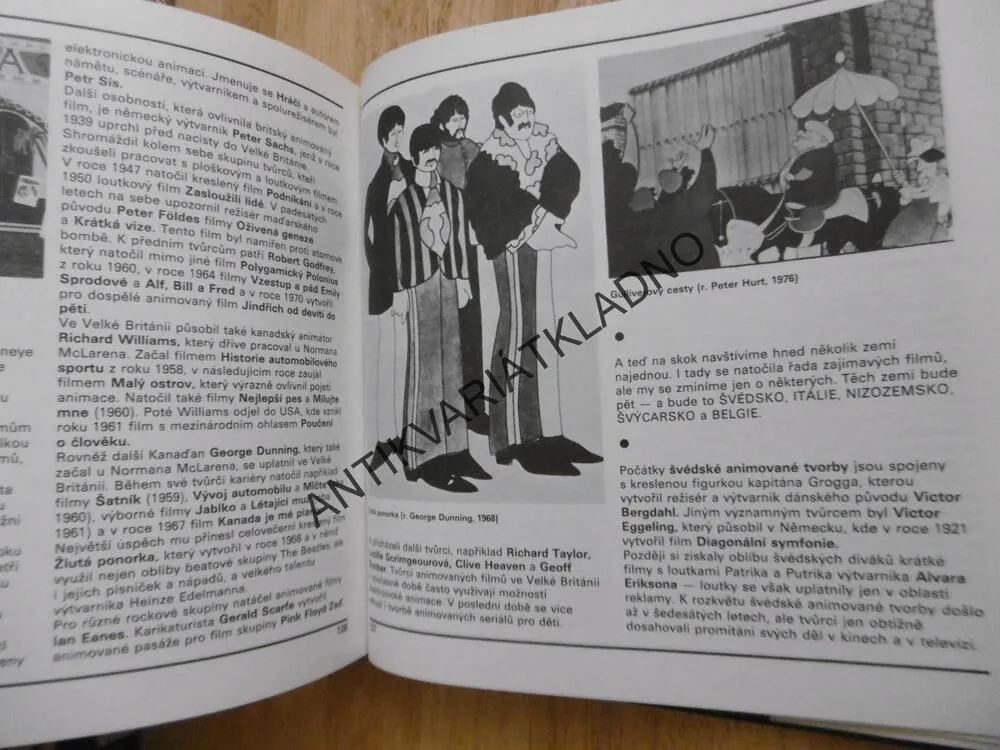 A
eye
u
mům
lkou
mů,
ta
žní
oku
u
eny
elektronickou animaci. Jmenuje se Hráči a autorem
námětu, scénáře, výtvarníkem a spolurežisérem byl
Petr Sís.
Další osobností, která ovlivnila britský animovaný
film, je německý výtvarník Peter Sachs, jenž v roce
1939 uprchl před nacisty do Velké Británie.
Shromáždil kolem sebe skupinu tvůrců, kteří
zkoušeli pracovat s ploškovým a loutkovým filmem.
V roce 1947 natočil kreslený film Podnikání a v roce
1950 loutkový film Zasloužili lidé. V padesátých
letech na sebe upozornil režisér maďarského
původu Peter Földes filmy Oživená geneze
a Krátká vize. Tento film byl namířen proti atomové
bombě. K předním tvůrcům patří Robert Godfrey,
který natočil mimo jiné film Polygamický Polonius
z roku 1960, v roce 1964 filmy Vzestup a pád Emily
Sprodové a Alf, Bill a Fred a v roce 1970 vytvořil
pro dospělé animovaný film Jindřich od devíti do
pěti.
Ve Velké Británii působil také kanadský animátor
Richard Williams, který dříve pracoval u Normana
McLarena. Začal filmem Historie automobilového
sportu z roku 1958, v následujícím roce zaujal
filmem Malý ostrov, který výrazně ovlivnil pojetí
animace. Natočil také filmy Nejlepší pes a Milujte
mne (1960). Poté Williams odjel do USA, kde vznikl
roku 1961 film s mezinárodním ohlasem Poučení
o člověku.
Rovněž další Kanaďan George Dunning, který také
začal u Normana McLarena, se uplatnil ve Velké
Británii. Během své tvůrčí kariéry natočil například
filmy Šatník (1959), Vývoj automobilu a
1960), výborné filmy Jablko a Létající muž
1961) a v roce 1967 film Kanada je mé
Největší úspěch mu přinesl celovečerní kreslený film
Žlutá ponorka, který vytvořil v roce 1968 a v němž
využil nejen obliby beatové skupiny The Beatles, ale
i jejich písniček a nápadů, a velkého talentu
výtvarníka Heinze Edelmanna.
Pro různé rockové skupiny natáčel animované filmy
Ian Eanes. Karikaturista Gerald Scarfe vytvořil
animované pasáže pro film skupiny Pink Floyd Zeď.
126
ponorka (r. George Dunning, 1968)
přicházeli další tvůrci, například Richard Taylor,
Scrimgeourová, Clive Heaven a Geoff
Tvůrci animovaných filmů ve Velké Británii
současné době často využívají možností
animace. V poslední době se více
tvorbě animovaných seriálů pro děti.
Gulliverovy cesty (r. Peter Hurt, 1976)
●
A teď na skok navštívíme hned několik zemí
najednou. I tady se natočila řada zajímavých filmů,
ale my se zmíníme jen o některých. Těch zemí bude
pět — a bude to ŠVÉDSKO, ITÁLIE, NIZOZEMSKO,
ŠVÝCARSKO a BELGIE.
●
Počátky švédské animované tvorby jsou spojeny
s kreslenou figurkou kapitána Grogga, kterou
vytvořil režisér a výtvarník dánského původu Victor
Bergdahl. Jiným významným tvůrcem byl Victor
Eggeling, který působil v Německu, kde v roce 1921
vytvořil film Diagonální symfonie.
Později si získaly oblibu švédských diváků krátké
filmy s loutkami Patrika a Putrika výtvarníka Alvara
Eriksona — loutky se však uplatnily jen v oblasti
reklamy. K rozkvětu švédské animované tvorby došlo
až v šedesátých letech, ale tvůrci jen obtížně
dosahovali promítání svých děl v kinech a v televizi.
ANTIKVARIÁTKLADNO